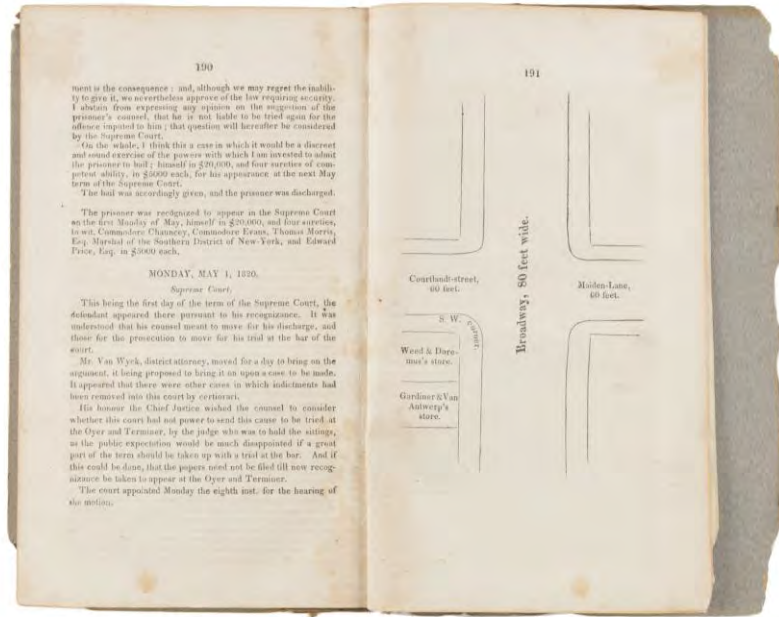 190
ment is the consequence ; and, although we may regret the inabili-
ty to give it, we nevertheless approve of the law requiring security.
I abstain from expressing any opinion on the suggestion of the
prisoner's counsel, that he is not liable to be tried again for the
offence imputed to him ; that question will hereafter be considered
by the Supreme Court.
On the whole, I think this a case in which it would be a discreet
and sound exercise of the powers with which I am invested to admit
the prisoner to bail ; himself in $20,000, and four sureties of com-
petent ability, in $5000 each, for his appearance at the next May
term of the Supreme Court.
The bail was accordingly given, and the prisoner was discharged.
The prisoner was recognized to appear in the Supreme Court
on the first Monday of May, himself in $20,000, and four sureties,
to wit, Commodore Chauncey, Commodore Evans, Thomas Morris,
Esq. Marshal of the Southern District of New-York, and Edward
Price, Esq. in $5000 each.
MONDAY, MAY 1, 1820.
Supreme Court.
This being the first day of the term of the Supreme Court, the
defendant appeared there pursuant to his recognizance. It was
understood that his counsel meant to move for his discharge, and
those for the prosecution to move for his trial at the bar of the
court.
Mr. Van Wyck, district attorney, moved for a day to bring on the
argument, it being proposed to bring it on upon a case to be made.
It appeared that there were other cases in which indictments had
been removed into this court by certiorari.
His honour the Chief Justice wished the counsel to consider
whether this court had not power to send this cause to be tried at
the Oyer and Terminer, by the judge who was to hold the sittings,
as the public expectation would be much disappointed if a great
part of the term should be taken up with a trial at the bar. And if
this could be done, that the papers need not be filed till new recog-
nizance be taken to appear at the Oyer and Terminer.
The court appointed Monday the eighth inst. for the hearing of
the motion.
191
Courtlandt-street,
60 feet.
Broadway, 80 feet wide.
Maiden-Lane,
60 feet.
S. W. corner.
Weed & Dore-
mus's store.
Gardiner & Van
Antwerp's
store.